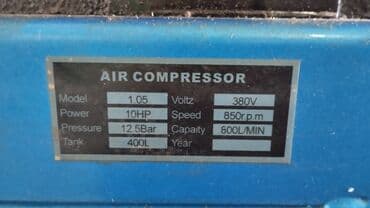 AIR COMPRESSOR
Model 1.05 Voltz 380V
Power 10HP Speed 850r.p.m
Pressure 12.5Bar Capaity 800L/MIN
Tank 400L Year